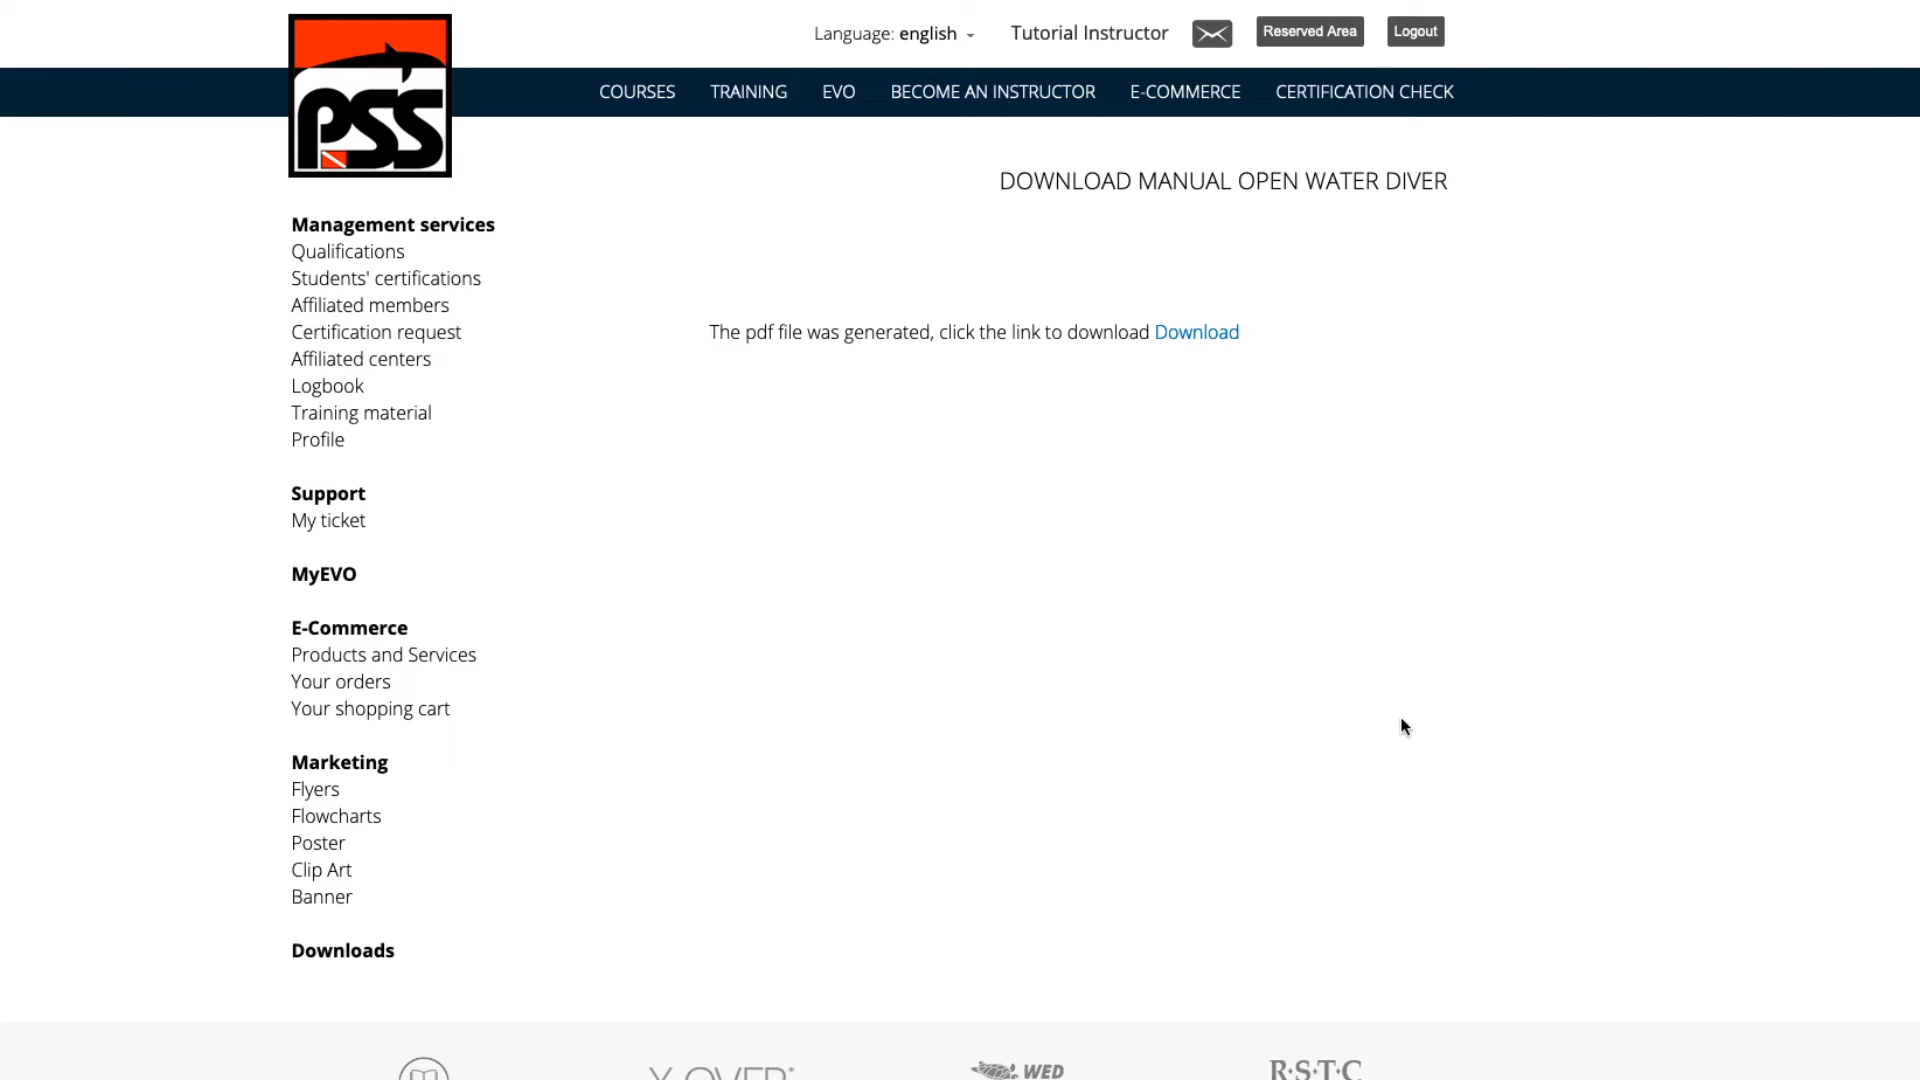 Language: english
Tutorial Instructor
Reserved Area
Logout
PSS
COURSES TRAINING EVO BECOME AN INSTRUCTOR E-COMMERCE CERTIFICATION CHECK
DOWNLOAD MANUAL OPEN WATER DIVER
Management services
Qualifications
Students' certifications
Affiliated members
Certification request
Affiliated centers
Logbook
Training material
Profile
The pdf file was generated, click the link to download Download
Support
My ticket
MyEVO
E-Commerce
Products and Services
Your orders
Your shopping cart
Marketing
Flyers
Flowcharts
Poster
Clip Art
Banner
Downloads
X-OVER
WED
R·S·T·C